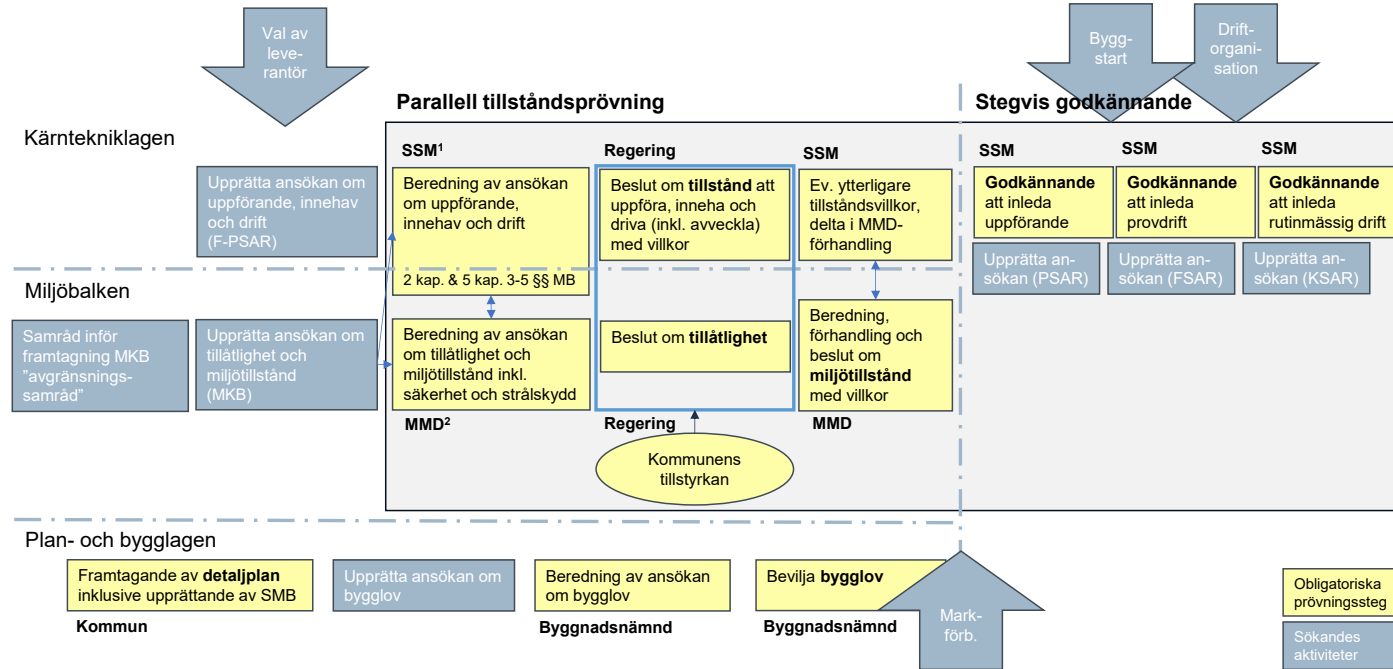 Val av
leve-
rantör
Bygg-
start
Drift-
organi-
sation
Parallell tillståndsprövning
Stegvis godkännande
Kärntekniklagen
SSM¹
Regering
SSM
SSM
SSM
SSM
Upprätta ansökan om
uppförande, innehav
och drift
(F-PSAR)
Beredning av ansökan
om uppförande,
innehav och drift
2 kap. & 5 kap. 3-5 §§ MB
Beslut om tillstånd att
uppföra, inneha och
driva (inkl. avveckla)
med villkor
Ev. ytterligare
tillståndsvillkor,
delta i MMD-
förhandling
Godkännande
att inleda
uppförande
Godkännande
att inleda
provdrift
Godkännande
att inleda
rutinmässig drift
Upprätta an-
sökan (PSAR)
Upprätta an-
sökan (FSAR)
Upprätta an-
sökan (KSAR)
Miljöbalken
Samråd inför
framtagning MKB
"avgränsnings-
samråd"
Upprätta ansökan om
tillåtlighet och
miljötillstånd
(MKB)
Beredning av ansökan
om tillåtlighet och
miljötillstånd inkl.
säkerhet och strålskydd
Beslut om tillåtlighet
Beredning,
förhandling och
beslut om
miljötillstånd
med villkor
MMD²
Regering
MMD
Kommunens
tillstyrkan
Plan- och bygglagen
Framtagande av detaljplan
inklusive upprättande av SMB
Upprätta ansökan om
bygglov
Beredning av ansökan
om bygglov
Bevilja bygglov
Kommun
Byggnadsnämnd
Byggnadsnämnd
Mark-
förb.
Obligatoriska
prövningssteg
Sökandes
aktiviteter